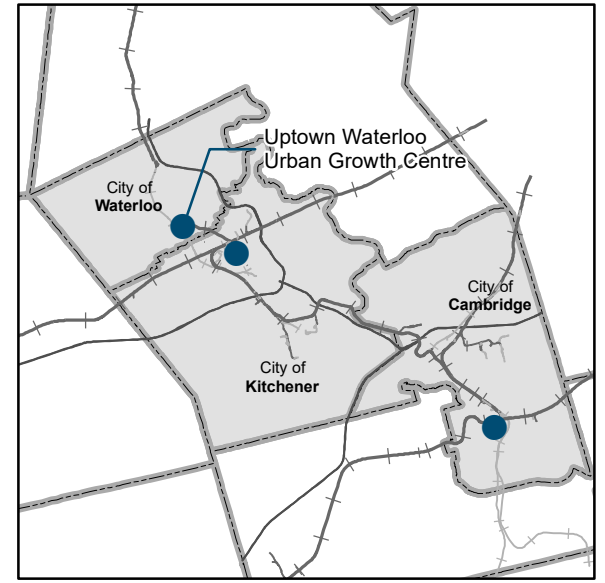 Uptown Waterloo
Urban Growth Centre
City of
Waterloo
City of
Cambridge
City of
Kitchener